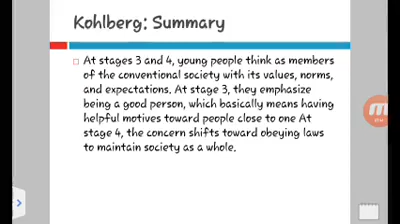 Kohlberg: Summary
At stages 3 and 4, young people think as members
of the conventional society with its values, norms,
and expectations. At stage 3, they emphasize
being a good person, which basically means having
helpful motives toward people close to one At
stage 4, the concern shifts toward obeying laws
to maintain society as a whole.